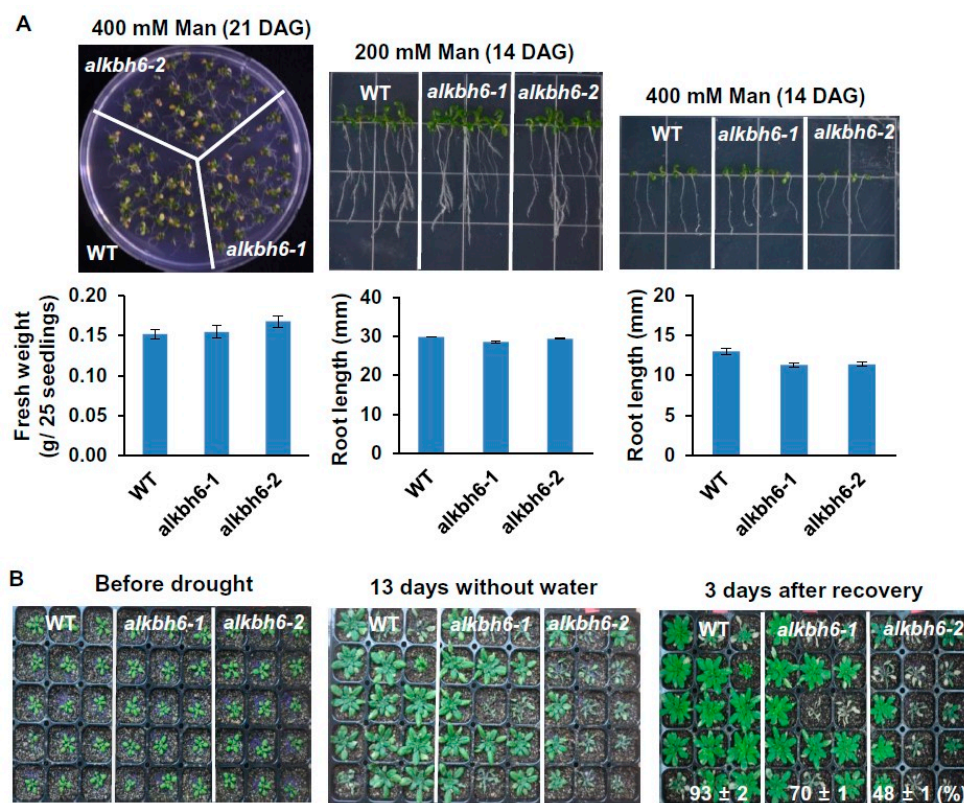 A
400 mM Man (21 DAG)
alkbh6-2
WT
alkbh6-1
200 mM Man (14 DAG)
WT
alkbh6-1
alkbh6-2
400 mM Man (14 DAG)
WT
alkbh6-1
alkbh6-2
Fresh weight
(g/ 25 seedlings)
0.20
0.15
0.10
0.05
0.00
WT
alkbh6-1
alkbh6-2
Root length (mm)
40
30
20
10
0
WT
alkbh6-1
alkbh6-2
Root length (mm)
20
15
10
5
0
WT
alkbh6-1
alkbh6-2
B
Before drought
WT
alkbh6-1
alkbh6-2
13 days without water
WT
alkbh6-1
alkbh6-2
3 days after recovery
WT
alkbh6-1
alkbh6-2
93 ± 2
70 ± 1
48 ± 1 (%)